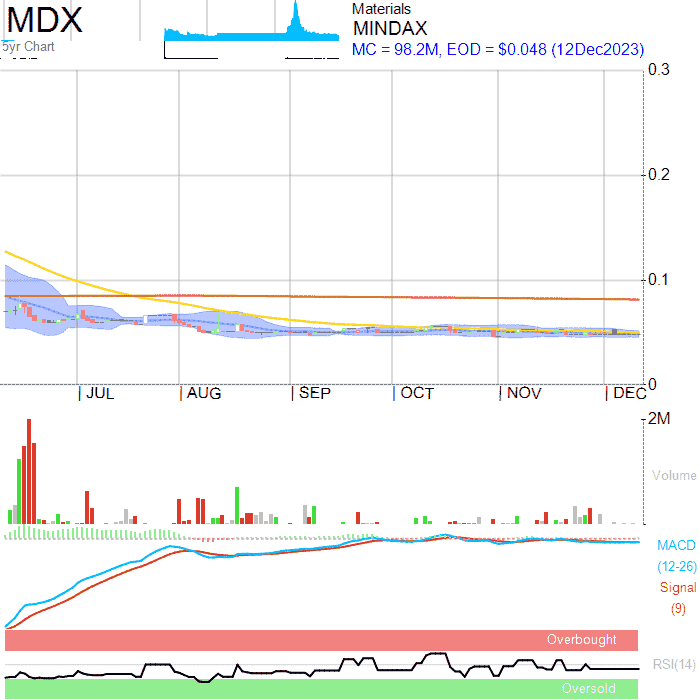 MDX
5yr Chart
Materials
MINDAX
MC = 98.2M, EOD = $0.048 (12Dec2023)
0.3
0.2
0.1
0
JUL AUG SEP OCT NOV DEC
2M
Volume
MACD
(12-26)
Signal
(9)
Overbought
RSI(14)
Oversold